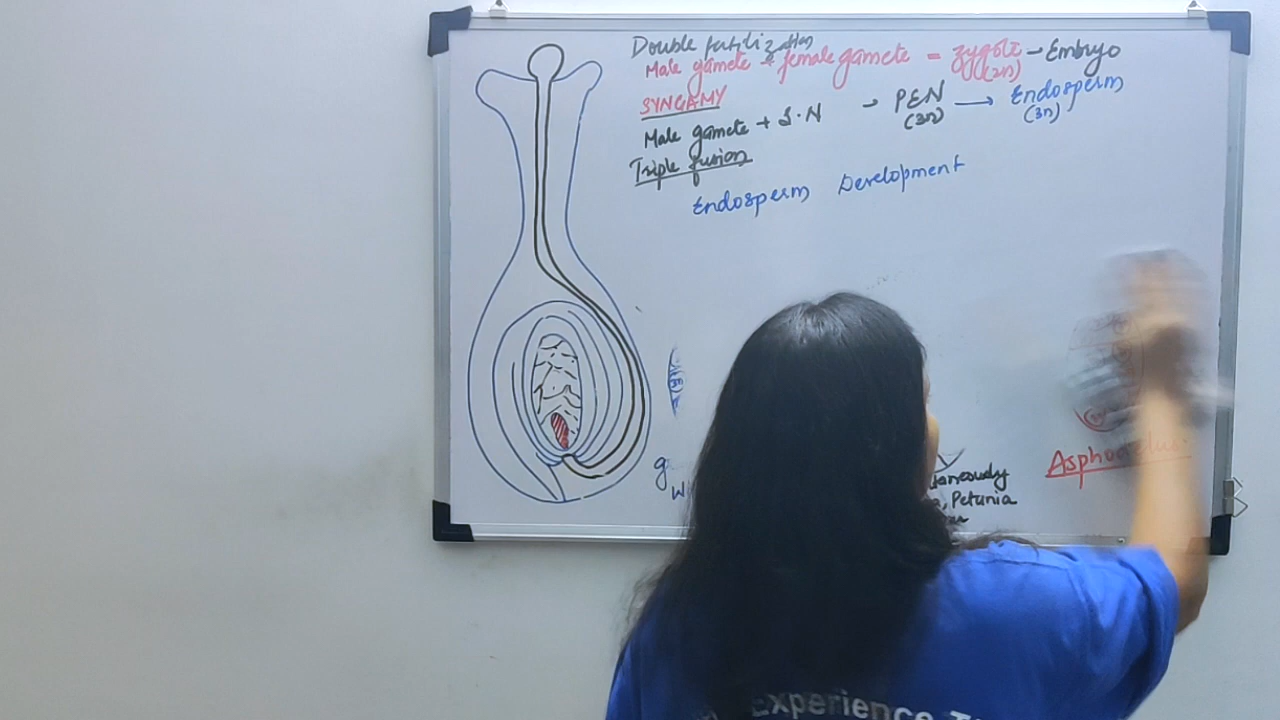 Double fertilization
Male gamete + female gamete = zygote - Embryo
(2n)
SYNGAMY
Male gamete + S.N → PEN → Endosperm
(3n) (3n)
Triple fusion
Endosperm Development
Petunia
Experience